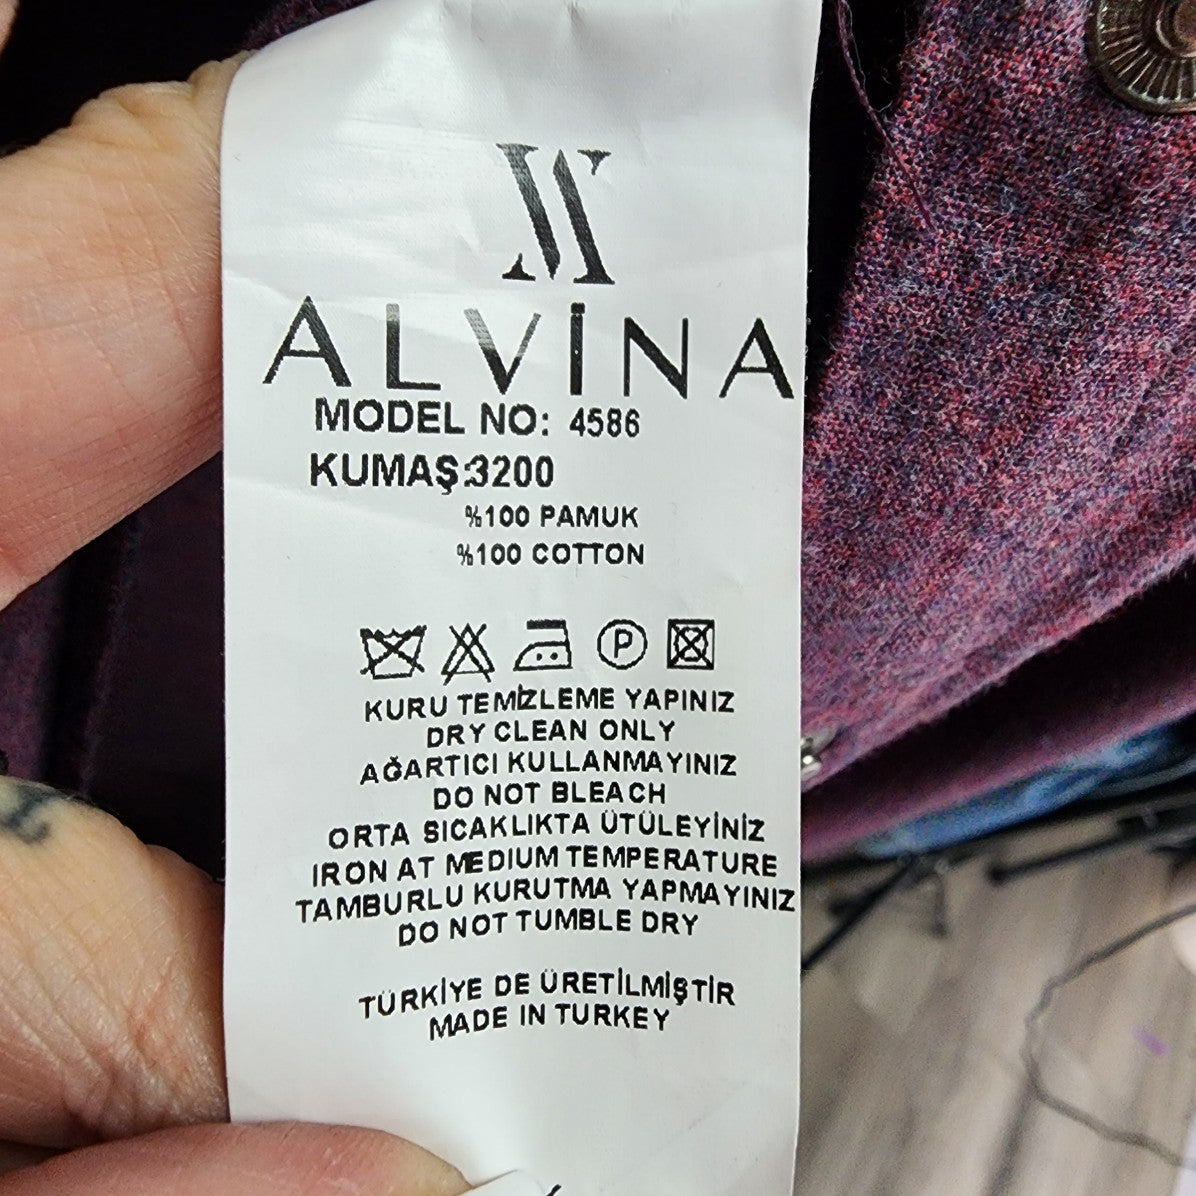 ALVİNA
MODEL NO: 4586
KUMAŞ:3200
%100 PAMUK
%100 COTTON
P
KURU TEMİZLEME YAPINIZ
DRY CLEAN ONLY
AĞARTICI KULLANMAYINIZ
DO NOT BLEACH
ORTA SICAKLIKTA ÜTÜLEYİNİZ
IRON AT MEDIUM TEMPERATURE
TAMBURLU KURUTMA YAPMAYINIZ
DO NOT TUMBLE DRY
TÜRKİYE DE ÜRETİLMİŞTİR
MADE IN TURKEY